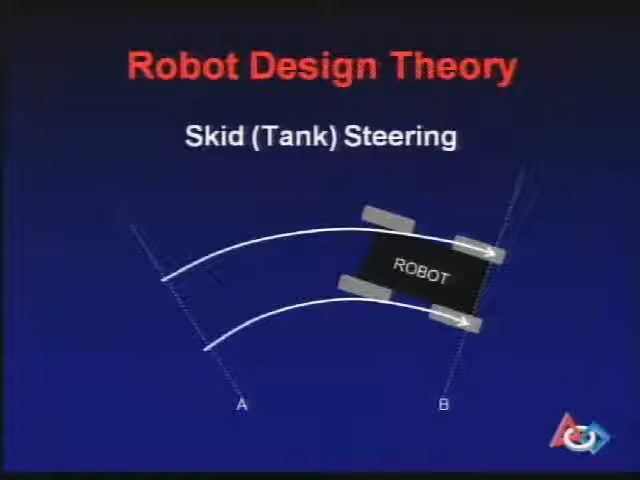 Robot Design Theory
Skid (Tank) Steering
ROBOT
A
B